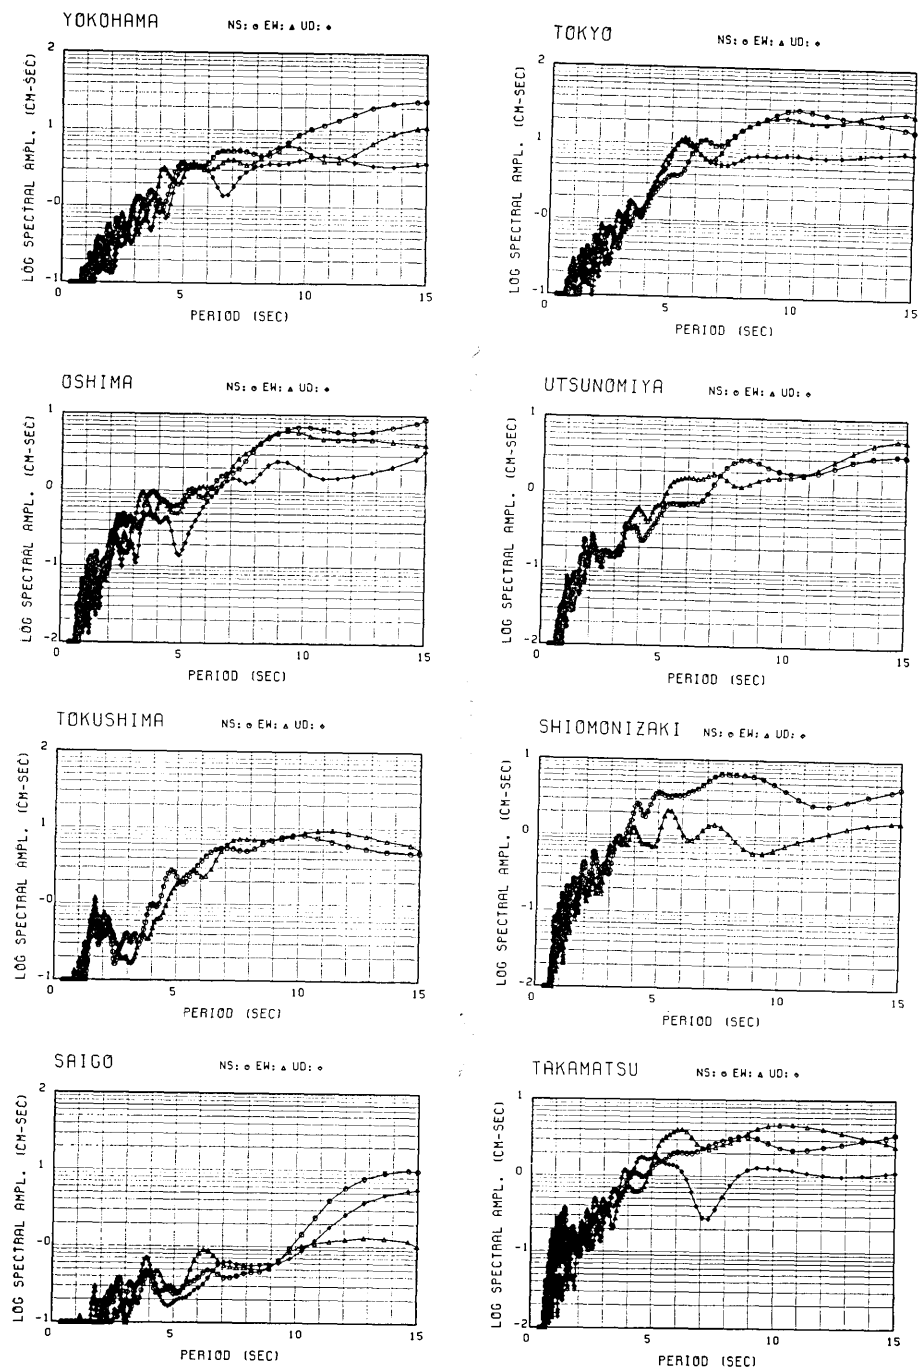 YOKOHAMA NS: o EW: ▵ UD: ⋄
2
1
-0
-1
LOG SPECTRAL AMPL. (CM-SEC)
0 5 10 15
PERIOD (SEC)
TOKYO NS: o EW: ▵ UD: ⋄
2
1
-0
-1
LOG SPECTRAL AMPL. (CM-SEC)
0 5 10 15
PERIOD (SEC)
OSHIMA NS: o EW: ▵ UD: ⋄
1
0
-1
-2
LOG SPECTRAL AMPL. (CM-SEC)
0 5 10 15
PERIOD (SEC)
UTSUNOMIYA NS: o EW: ▵ UD: ⋄
1
0
-1
-2
LOG SPECTRAL AMPL. (CM-SEC)
0 5 10 15
PERIOD (SEC)
TOKUSHIMA NS: o EW: ▵ UD: ⋄
2
1
-0
-1
LOG SPECTRAL AMPL. (CM-SEC)
0 5 10 15
PERIOD (SEC)
SHIOMONIZAKI NS: o EW: ▵ UD: ⋄
1
0
-1
-2
LOG SPECTRAL AMPL. (CM-SEC)
0 5 10 15
PERIOD (SEC)
SAIGO NS: o EW: ▵ UD: ⋄
2
1
-0
-1
LOG SPECTRAL AMPL. (CM-SEC)
0 5 10 15
PERIOD (SEC)
TAKAMATSU NS: o EW: ▵ UD: ⋄
1
0
-1
-2
LOG SPECTRAL AMPL. (CM-SEC)
0 5 10 15
PERIOD (SEC)